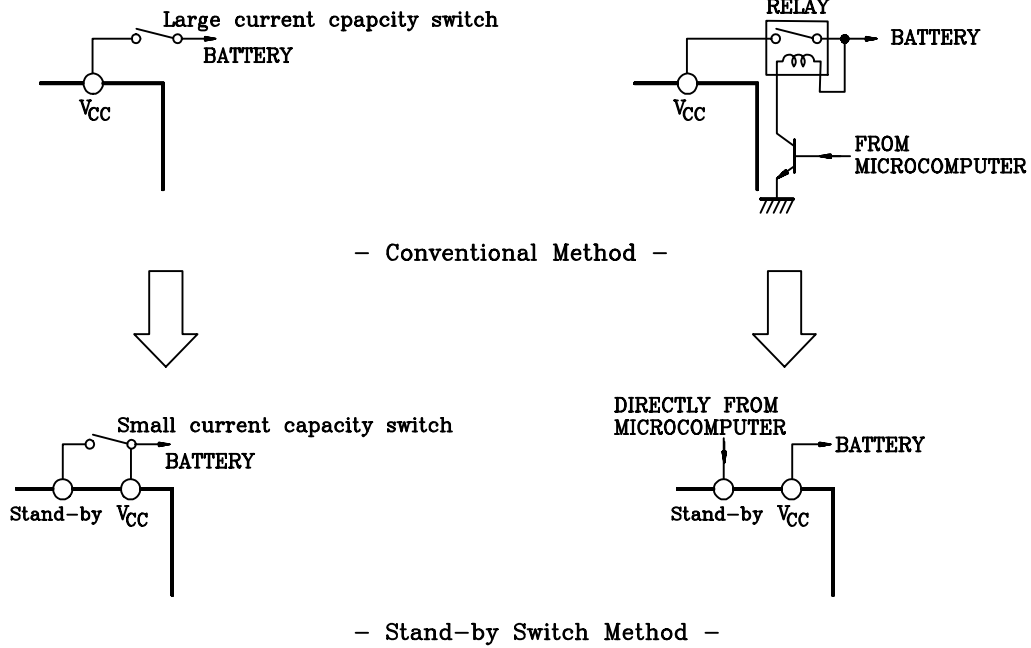 Large current cpapcity switch
BATTERY
VCC
RELAY
BATTERY
VCC
FROM
MICROCOMPUTER
- Conventional Method -
Small current capacity switch
BATTERY
Stand-by VCC
DIRECTLY FROM
MICROCOMPUTER
BATTERY
Stand-by VCC
- Stand-by Switch Method -